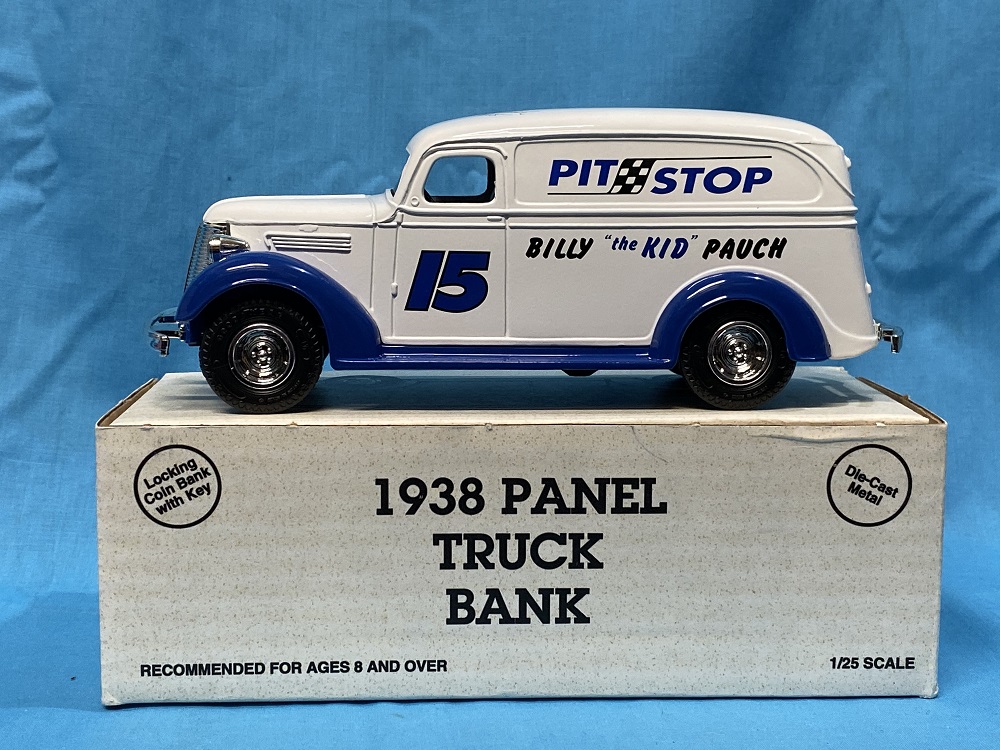 PIT STOP
BILLY "the KID" PAUCH
15
Locking
Coin Bank
with Key
Die-Cast
Metal
1938 PANEL
TRUCK
BANK
RECOMMENDED FOR AGES 8 AND OVER
1/25 SCALE